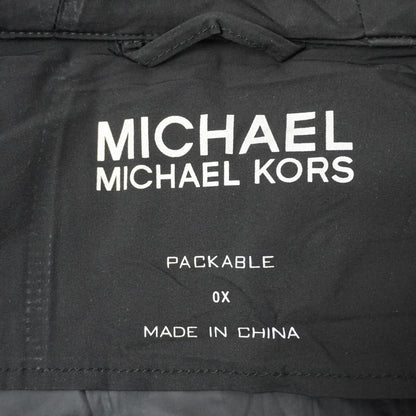 MICHAEL
MICHAEL KORS
PACKABLE
0X
MADE IN CHINA